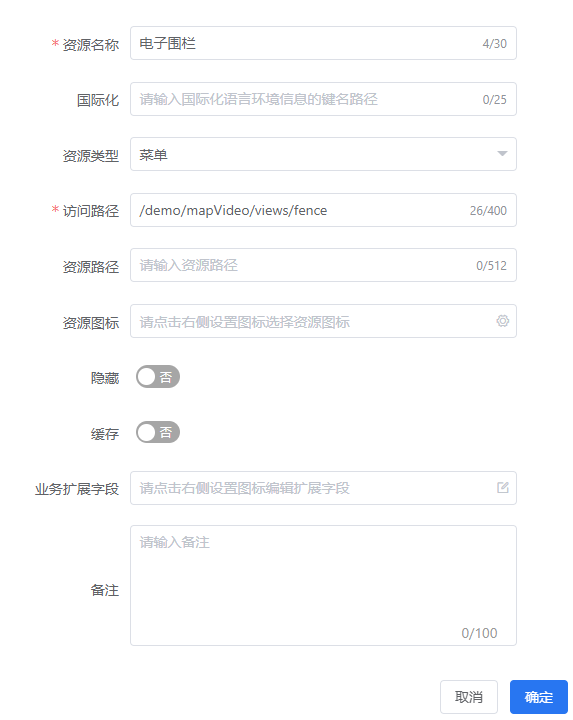 * 资源名称 电子围栏 4/30
国际化 请输入国际化语言环境信息的键名路径 0/25
资源类型 菜单
* 访问路径 /demo/mapVideo/views/fence 26/400
资源路径 请输入资源路径 0/512
资源图标 请点击右侧设置图标选择资源图标
隐藏 否
缓存 否
业务扩展字段 请点击右侧设置图标编辑扩展字段
备注 请输入备注
0/100
取消 确定